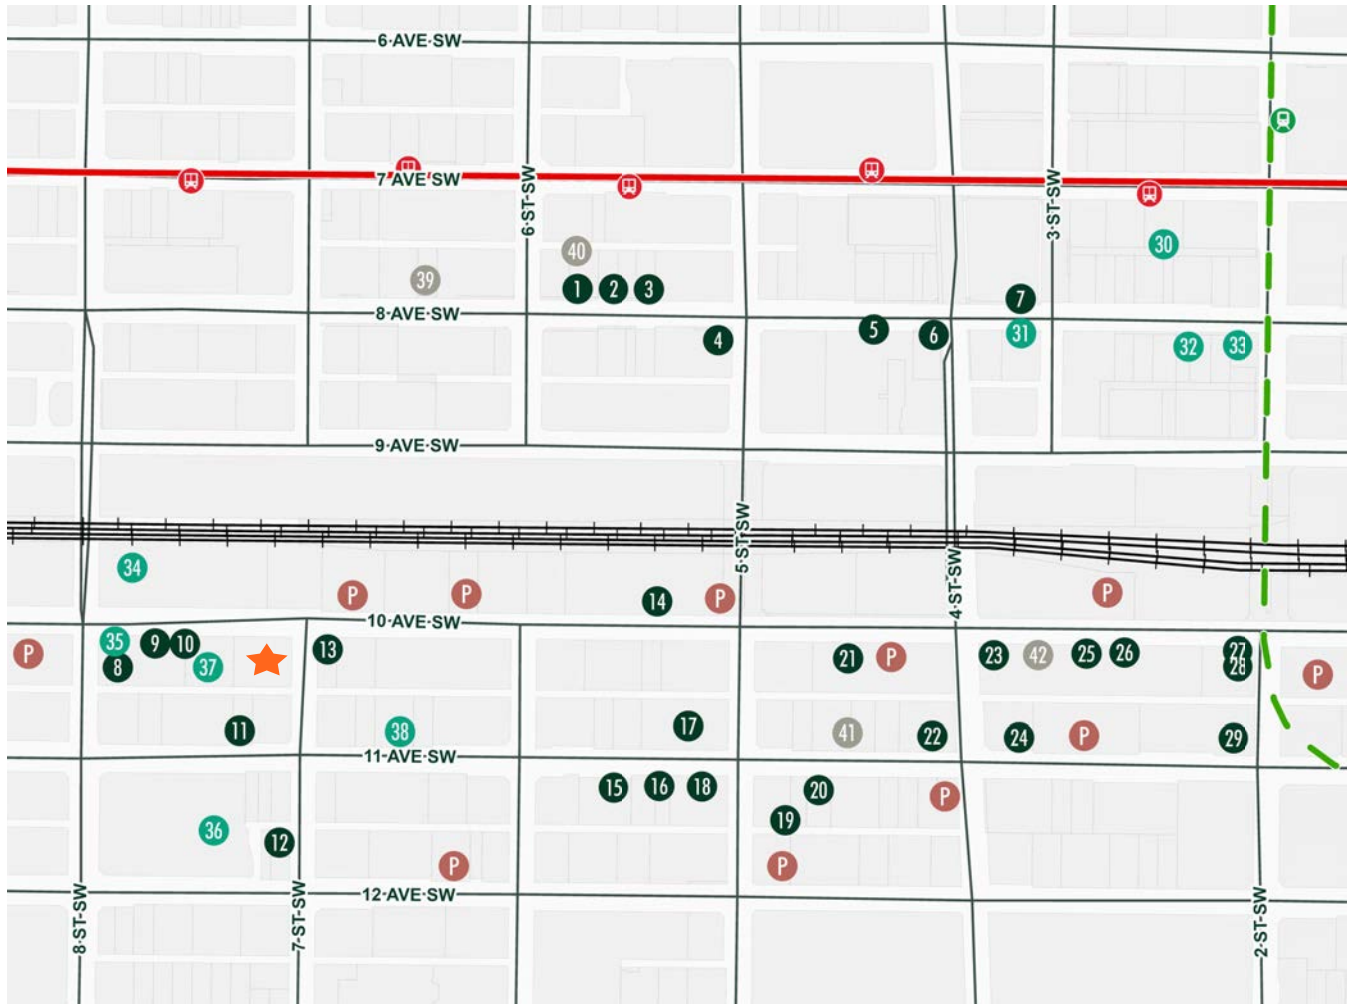 6 AVE SW
7 AVE SW
6 ST SW
3 ST SW
30
40
39
1 2 3
7
8 AVE SW
4
5
6
31
32
33
9 AVE SW
5 ST SW
4 ST SW
34
P
P
14
P
P
10 AVE SW
35
9
10
13
P
8
37
21
P
23
42
25
26
27
28
P
11
38
17
41
22
24
P
29
11 AVE SW
15
16
18
20
P
19
36
12
P
P
12 AVE SW
8 ST SW
7 ST SW
2 ST SW